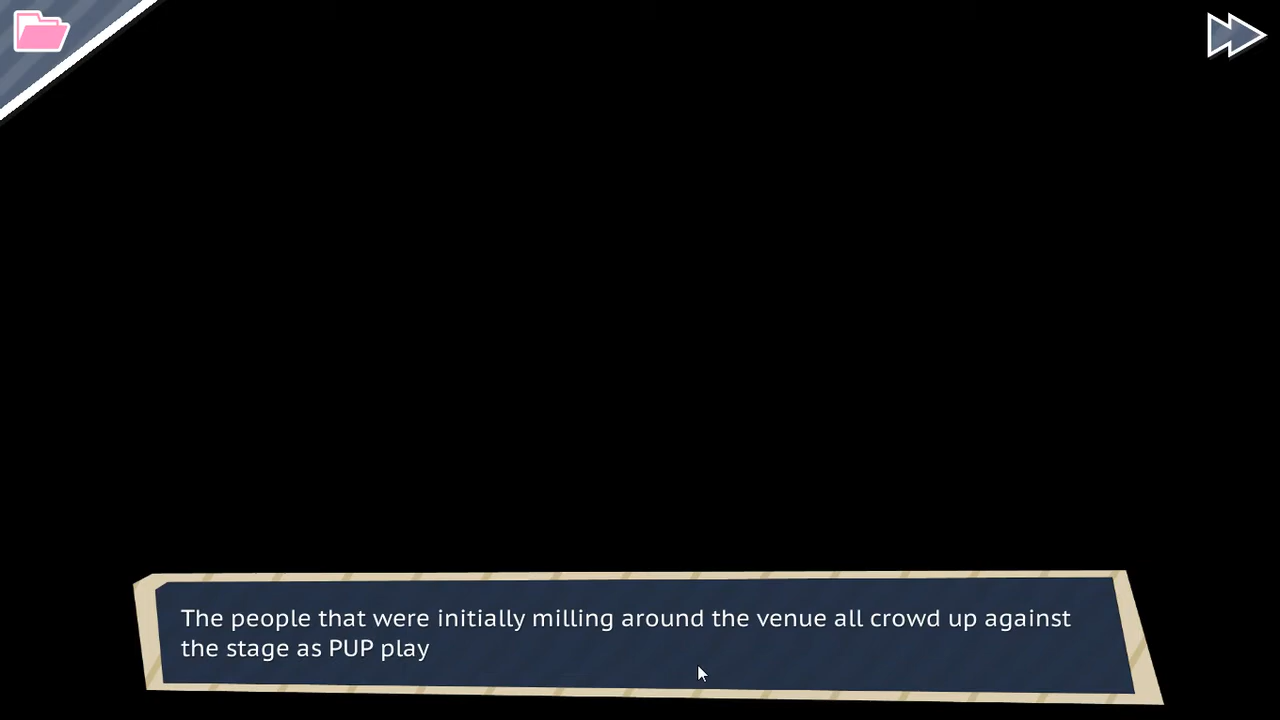 The people that were initially milling around the venue all crowd up against
the stage as PUP play